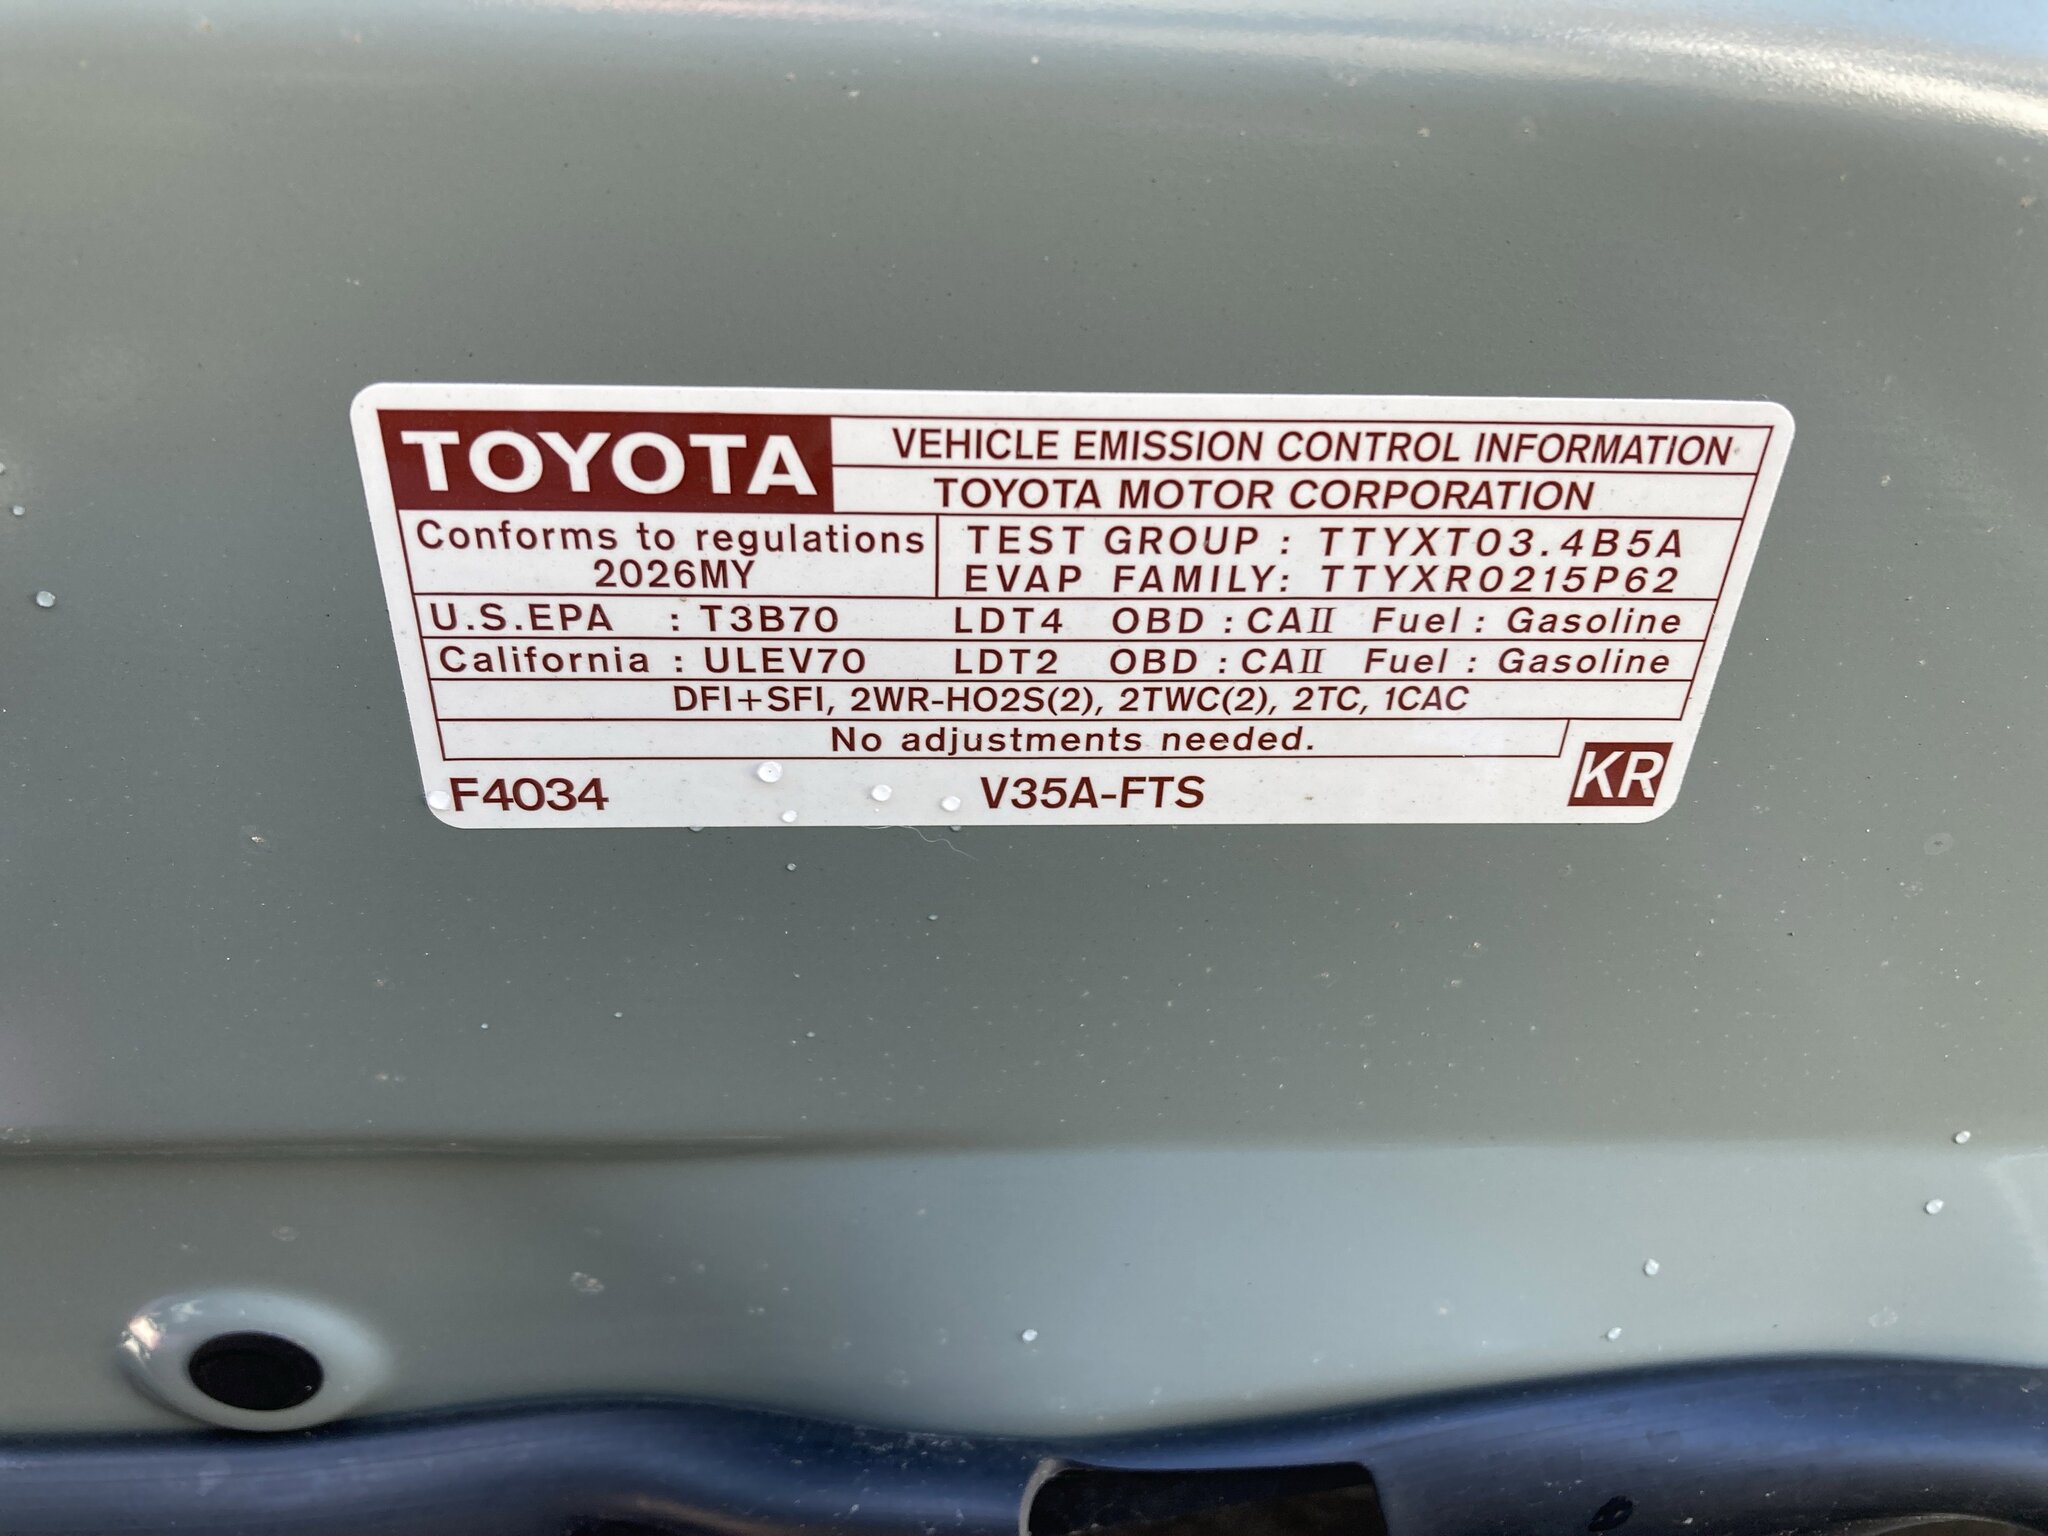 TOYOTA
VEHICLE EMISSION CONTROL INFORMATION
TOYOTA MOTOR CORPORATION
Conforms to regulations
2026MY
TEST GROUP : TTYXT03.4B5A
EVAP FAMILY: TTYXR0215P62
U.S.EPA : T3B70 LDT4 OBD : CAII Fuel : Gasoline
California : ULEV70 LDT2 OBD : CAII Fuel : Gasoline
DFI+SFI, 2WR-HO2S(2), 2TWC(2), 2TC, 1CAC
No adjustments needed.
F4034 V35A-FTS KR